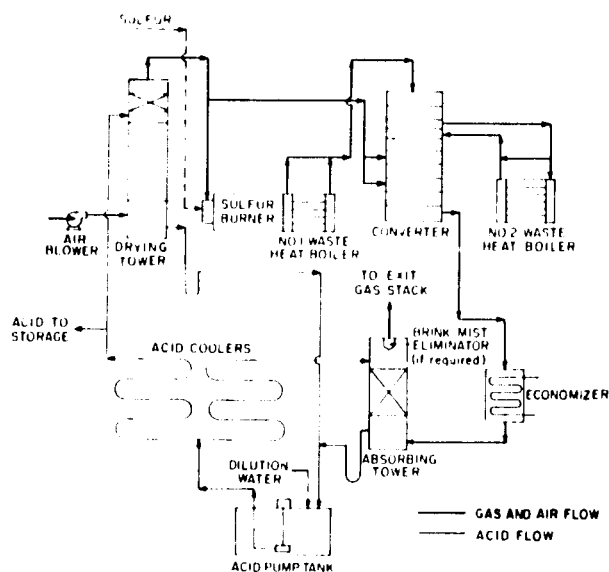 SULFUR
AIR
BLOWER
DRYING
TOWER
SULFUR
BURNER
NO.1 WASTE
HEAT BOILER
CONVERTER
NO.2 WASTE
HEAT BOILER
TO EXIT
GAS STACK
ACID TO
STORAGE
ACID COOLERS
BRINK MIST
ELIMINATOR
(if required)
ECONOMIZER
ABSORBING
TOWER
DILUTION
WATER
ACID PUMP TANK
GAS AND AIR FLOW
ACID FLOW